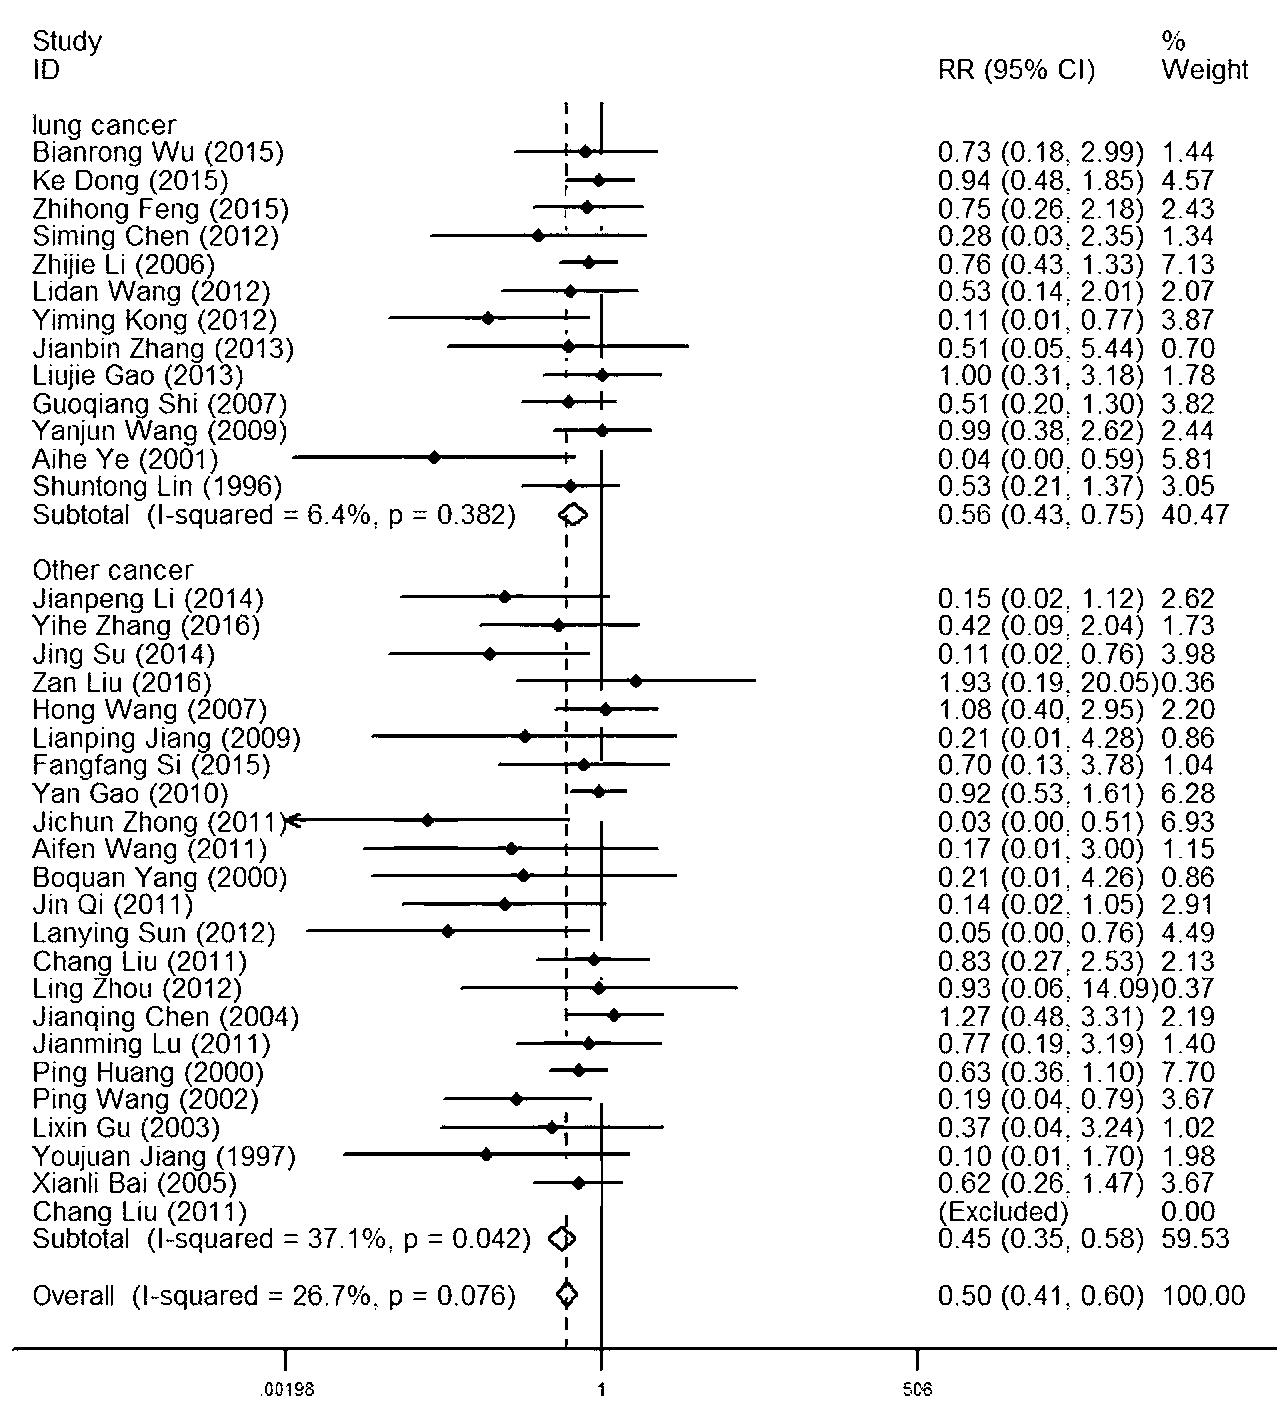 Study %
ID RR (95% CI) Weight
lung cancer
Bianrong Wu (2015) 0.73 (0.18, 2.99) 1.44
Ke Dong (2015) 0.94 (0.48, 1.85) 4.57
Zhihong Feng (2015) 0.75 (0.26, 2.18) 2.43
Siming Chen (2012) 0.28 (0.03, 2.35) 1.34
Zhijie Li (2006) 0.76 (0.43, 1.33) 7.13
Lidan Wang (2012) 0.53 (0.14, 2.01) 2.07
Yiming Kong (2012) 0.11 (0.01, 0.77) 3.87
Jianbin Zhang (2013) 0.51 (0.05, 5.44) 0.70
Liujie Gao (2013) 1.00 (0.31, 3.18) 1.78
Guoqiang Shi (2007) 0.51 (0.20, 1.30) 3.82
Yanjun Wang (2009) 0.99 (0.38, 2.62) 2.44
Aihe Ye (2001) 0.04 (0.00, 0.59) 5.81
Shuntong Lin (1996) 0.53 (0.21, 1.37) 3.05
Subtotal (I-squared = 6.4%, p = 0.382) 0.56 (0.43, 0.75) 40.47
Other cancer
Jianpeng Li (2014) 0.15 (0.02, 1.12) 2.62
Yihe Zhang (2016) 0.42 (0.09, 2.04) 1.73
Jing Su (2014) 0.11 (0.02, 0.76) 3.98
Zan Liu (2016) 1.93 (0.19, 20.05) 0.36
Hong Wang (2007) 1.08 (0.40, 2.95) 2.20
Lianping Jiang (2009) 0.21 (0.01, 4.28) 0.86
Fangfang Si (2015) 0.70 (0.13, 3.78) 1.04
Yan Gao (2010) 0.92 (0.53, 1.61) 6.28
Jichun Zhong (2011) 0.03 (0.00, 0.51) 6.93
Aifen Wang (2011) 0.17 (0.01, 3.00) 1.15
Boquan Yang (2000) 0.21 (0.01, 4.26) 0.86
Jin Qi (2011) 0.14 (0.02, 1.05) 2.91
Lanying Sun (2012) 0.05 (0.00, 0.76) 4.49
Chang Liu (2011) 0.83 (0.27, 2.53) 2.13
Ling Zhou (2012) 0.93 (0.06, 14.09) 0.37
Jianqing Chen (2004) 1.27 (0.48, 3.31) 2.19
Jianming Lu (2011) 0.77 (0.19, 3.19) 1.40
Ping Huang (2000) 0.63 (0.36, 1.10) 7.70
Ping Wang (2002) 0.19 (0.04, 0.79) 3.67
Lixin Gu (2003) 0.37 (0.04, 3.24) 1.02
Youjuan Jiang (1997) 0.10 (0.01, 1.70) 1.98
Xianli Bai (2005) 0.62 (0.26, 1.47) 3.67
Chang Liu (2011) (Excluded) 0.00
Subtotal (I-squared = 37.1%, p = 0.042) 0.45 (0.35, 0.58) 59.53
Overall (I-squared = 26.7%, p = 0.076) 0.50 (0.41, 0.60) 100.00
.00198 1 506